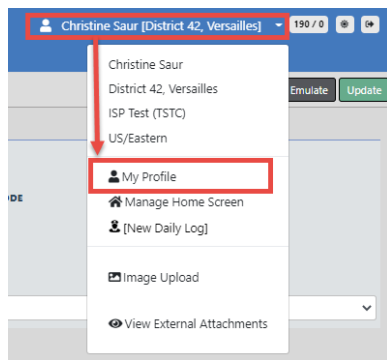 Christine Saur [District 42, Versailles] 190 / 0
Christine Saur
District 42, Versailles
ISP Test (TSTC)
US/Eastern
Emulate Update
My Profile
ODE
Manage Home Screen
[New Daily Log]
Image Upload
View External Attachments